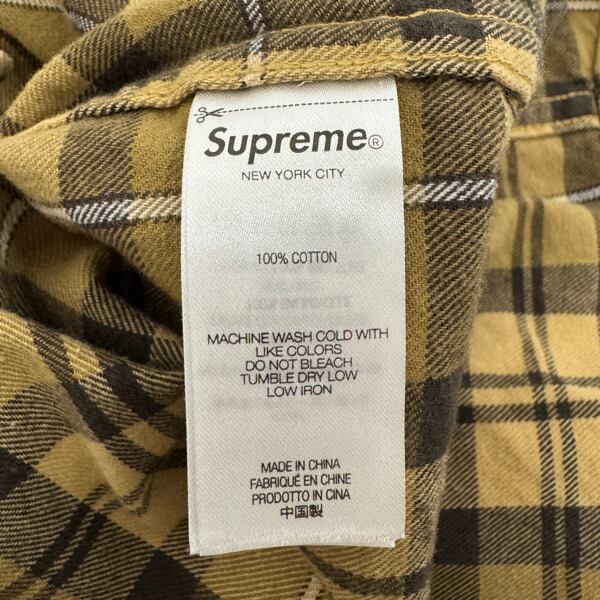 Supreme®
NEW YORK CITY
100% COTTON
MACHINE WASH COLD WITH
LIKE COLORS
DO NOT BLEACH
TUMBLE DRY LOW
LOW IRON
MADE IN CHINA
FABRIQUÉ EN CHINE
PRODOTTO IN CINA
中国製